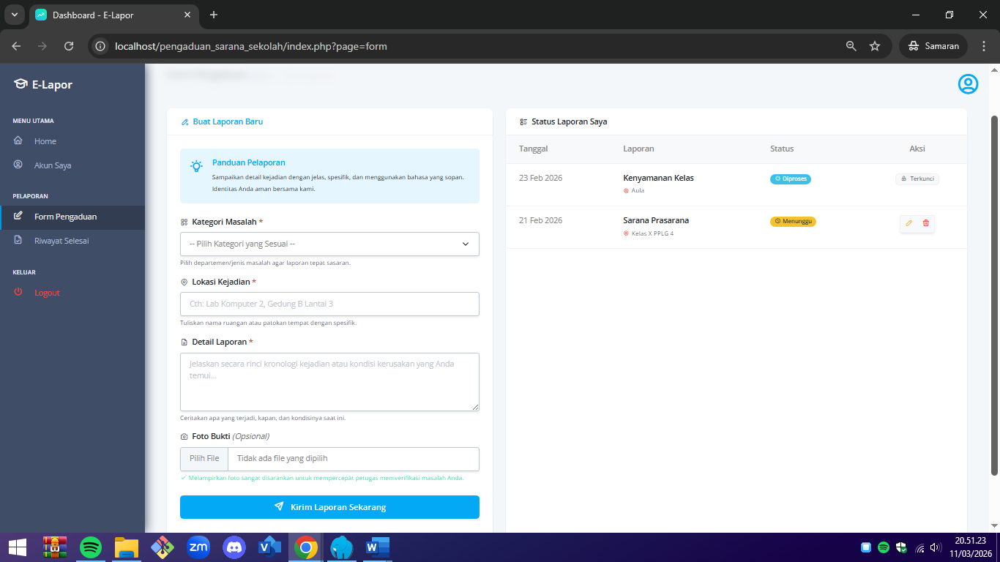 Dashboard - E-Lapor
localhost/pengaduan_sarana_sekolah/index.php?page=form
Samaran
E-Lapor
MENU UTAMA
Home
Akun Saya
PELAPORAN
Form Pengaduan
Riwayat Selesai
KELUAR
Logout
Buat Laporan Baru
Panduan Pelaporan
Sampaikan detail kejadian dengan jelas, spesifik, dan menggunakan bahasa yang sopan.
Identitas Anda aman bersama kami.
Kategori Masalah *
-- Pilih Kategori yang Sesuai --
Pilih departemen/jenis masalah agar laporan tepat sasaran.
Lokasi Kejadian *
Cth: Lab Komputer 2, Gedung B Lantai 3
Tuliskan nama ruangan atau patokan tempat dengan spesifik.
Detail Laporan *
Jelaskan secara rinci kronologi kejadian atau kondisi kerusakan yang Anda
temui...
Ceritakan apa yang terjadi, kapan, dan kondisinya saat ini.
Foto Bukti (Opsional)
Pilih File Tidak ada file yang dipilih
Melampirkan foto sangat disarankan untuk mempercepat petugas memverifikasi masalah Anda.
Kirim Laporan Sekarang
Status Laporan Saya
Tanggal Laporan Status Aksi
23 Feb 2026 Kenyamanan Kelas Diproses Terkunci
Aula
21 Feb 2026 Sarana Prasarana Menunggu
Kelas X PPLG 4
zm
V
W
20.51.23
11/03/2026